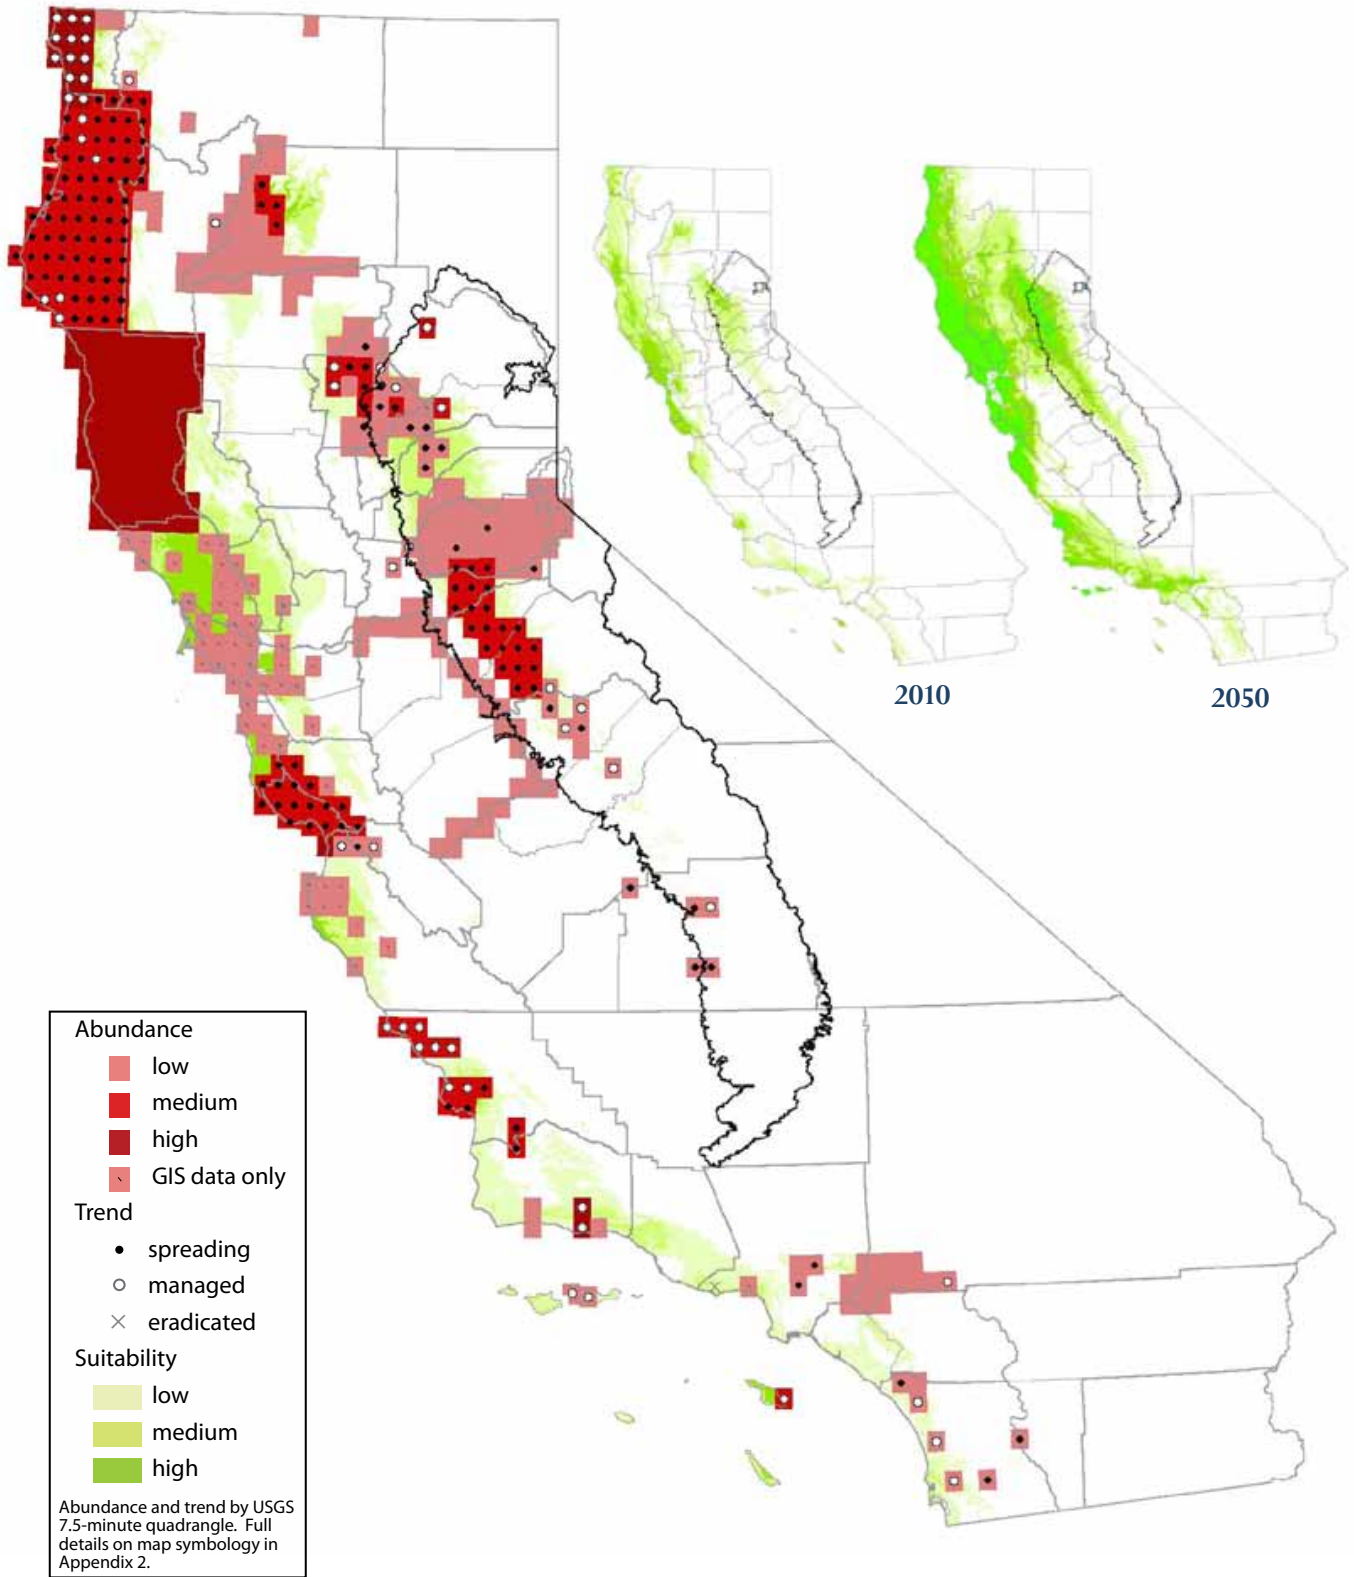 2010
2050
Abundance
low
medium
high
GIS data only
Trend
spreading
managed
eradicated
Suitability
low
medium
high
Abundance and trend by USGS
7.5-minute quadrangle. Full
details on map symbology in
Appendix 2.